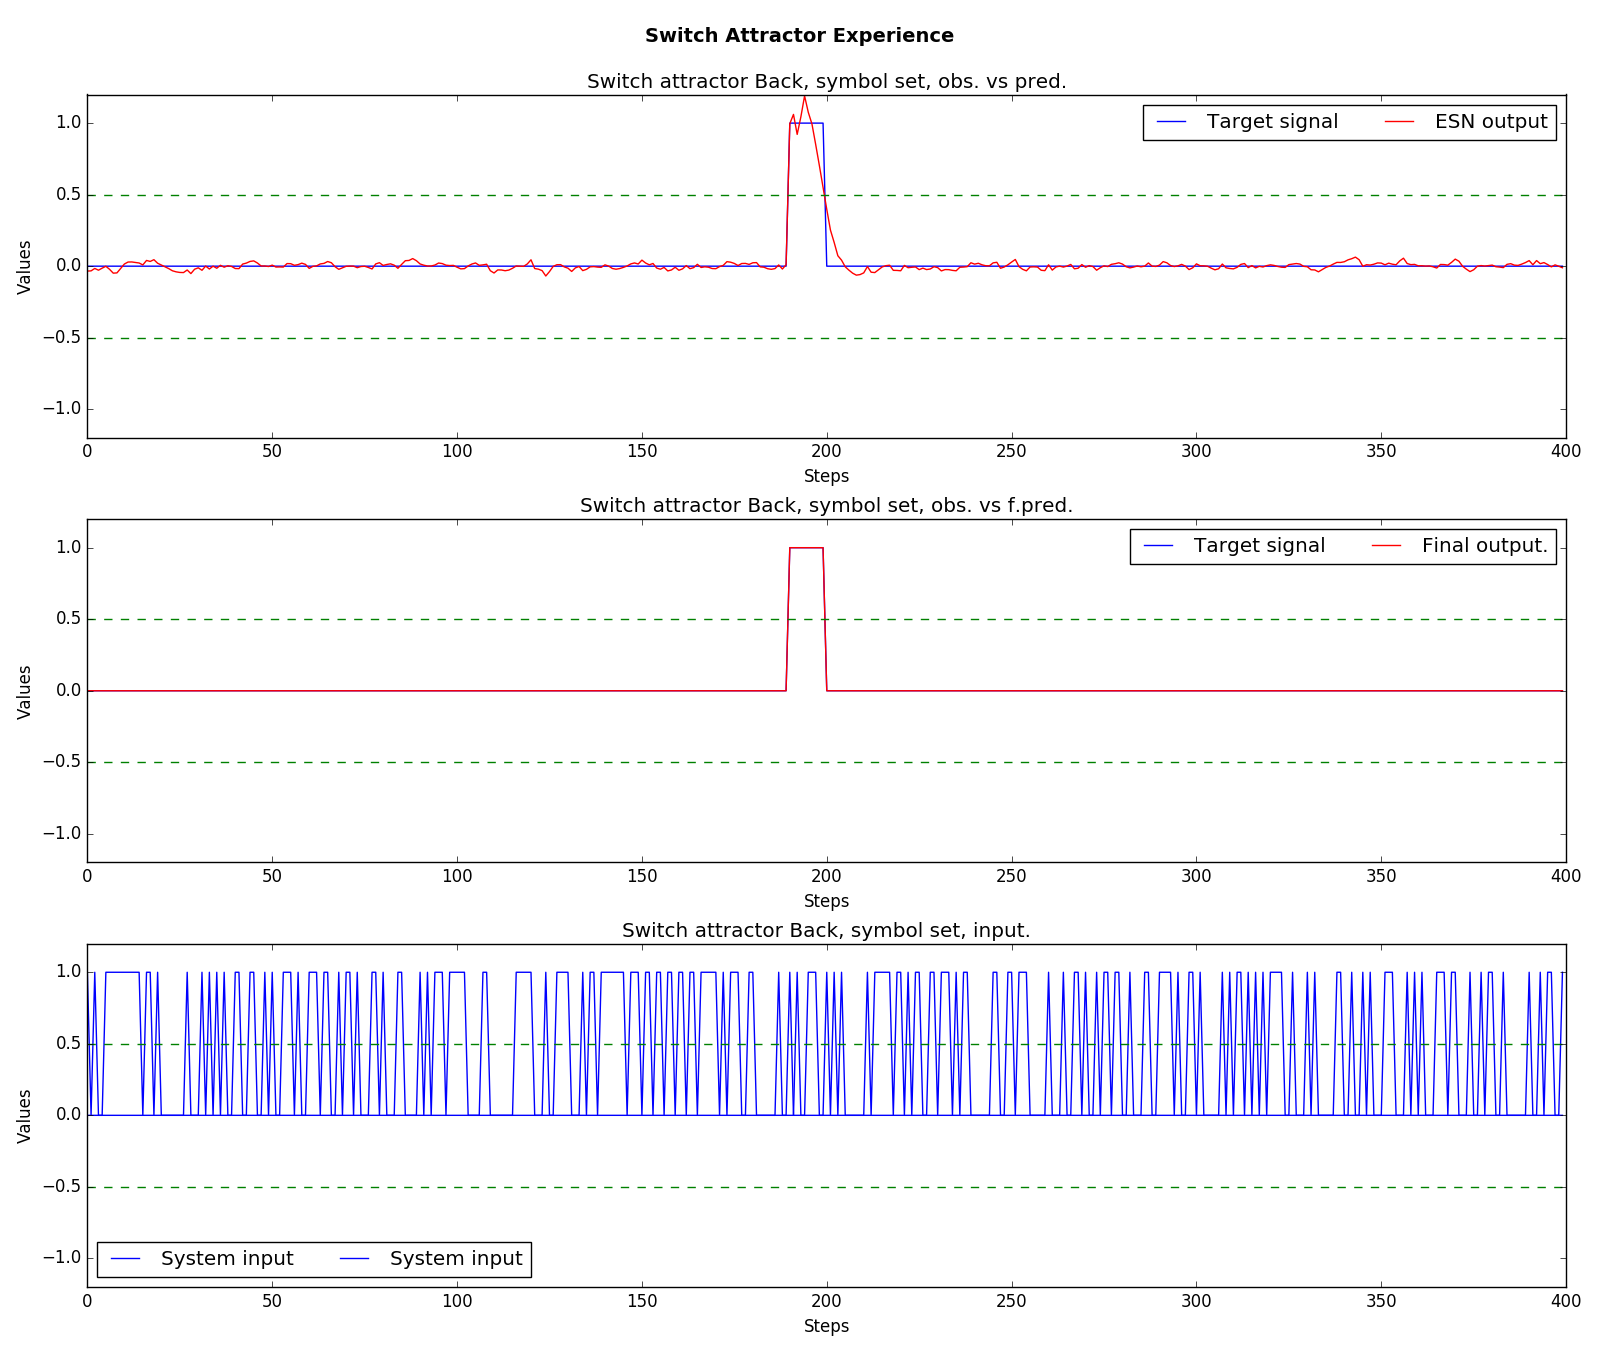 Switch Attractor Experience
Switch attractor Back, symbol set, obs. vs pred.
Target signal ESN output
1.0
0.5
0.0
−0.5
−1.0
Values
0 50 100 150 200 250 300 350 400
Steps
Switch attractor Back, symbol set, obs. vs f.pred.
Target signal Final output.
1.0
0.5
0.0
−0.5
−1.0
Values
0 50 100 150 200 250 300 350 400
Steps
Switch attractor Back, symbol set, input.
1.0
0.5
0.0
−0.5
−1.0
Values
System input System input
0 50 100 150 200 250 300 350 400
Steps